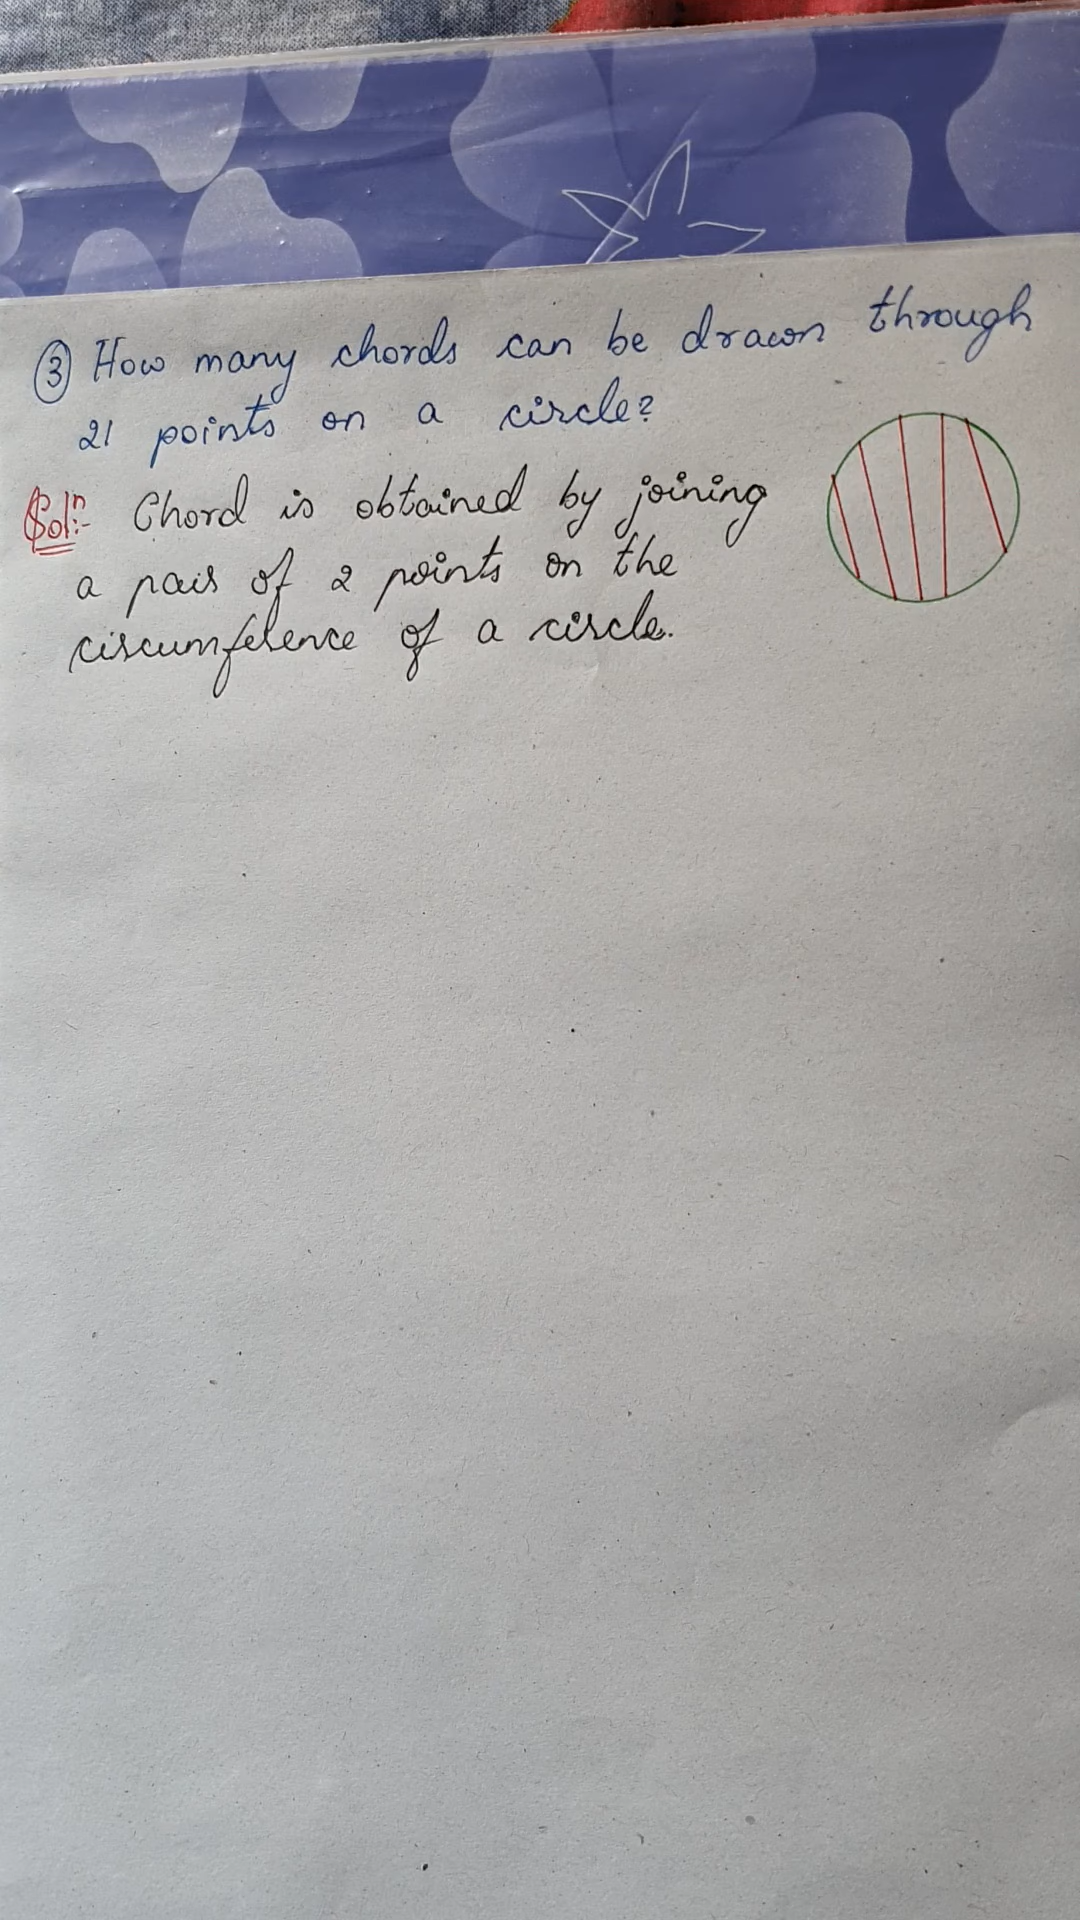 ③ How many chords can be drawn through
21 points on a circle?
Solⁿ:- Chord is obtained by joining
a pair of 2 points on the
circumference of a circle.